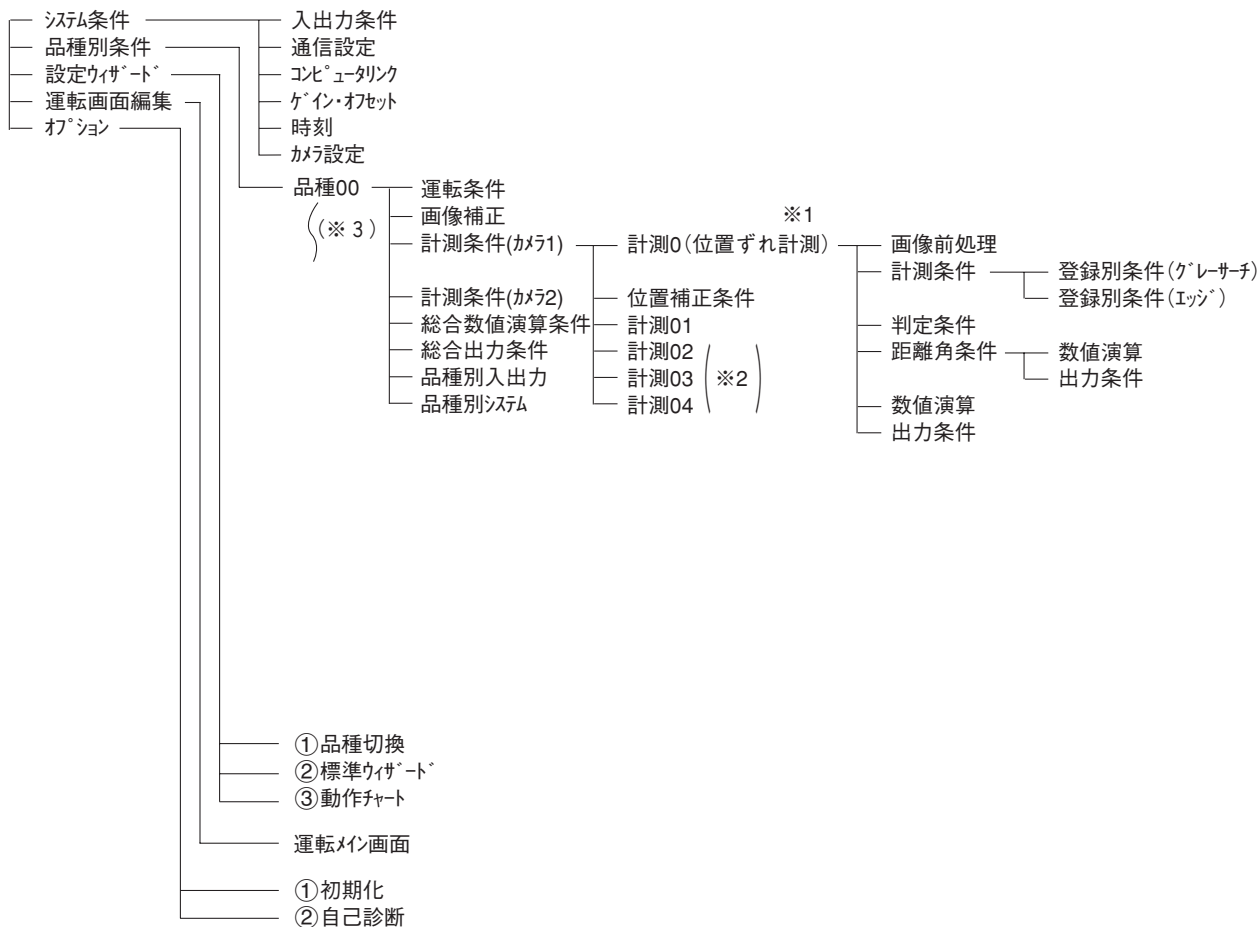 ｼｽﾃﾑ条件
品種別条件
設定ｳｨｻﾞｰﾄﾞ
運転画面編集
ｵﾌﾟｼｮﾝ
入出力条件
通信設定
ｺﾝﾋﾟｭｰﾀﾘﾝｸ
ｹﾞｲﾝ・ｵﾌｾｯﾄ
時刻
ｶﾒﾗ設定
品種00
(※3)
運転条件
画像補正
計測条件(ｶﾒﾗ1)
計測条件(ｶﾒﾗ2)
総合数値演算条件
総合出力条件
品種別入出力
品種別ｼｽﾃﾑ
※1
計測0(位置ずれ計測)
位置補正条件
計測01
計測02
計測03
計測04
(※2)
画像前処理
計測条件
判定条件
距離角条件
数値演算
出力条件
登録別条件(ｸﾞﾚｰｻｰﾁ)
登録別条件(ｴｯｼﾞ)
数値演算
出力条件
①品種切換
②標準ｳｨｻﾞｰﾄﾞ
③動作ﾁｬｰﾄ
運転ﾒｲﾝ画面
①初期化
②自己診断